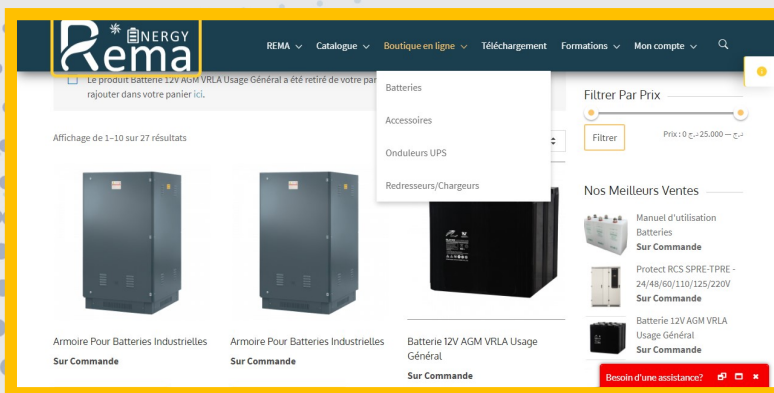 ÉNERGY
Rema
REMA
Catalogue
Boutique en ligne
Téléchargement
Formations
Mon compte
Batteries
Accessoires
Onduleurs UPS
Redresseurs/Chargeurs
Le produit Batterie 12V AGM VRLA Usage Général a été retiré de votre pan
rajouter dans votre panier ici.
Affichage de 1–10 sur 27 résultats
Armoire Pour Batteries Industrielles
Sur Commande
Armoire Pour Batteries Industrielles
Sur Commande
Batterie 12V AGM VRLA Usage
Général
Sur Commande
Filtrer Par Prix
Filtrer
Prix : 0 د.ج — 25.000 د.ج
Nos Meilleurs Ventes
Manuel d'utilisation
Batteries
Sur Commande
Protect RCS SPRE-TPRE -
24/48/60/110/125/220V
Sur Commande
Batterie 12V AGM VRLA
Usage Général
Sur Commande
Besoin d'une assistance?